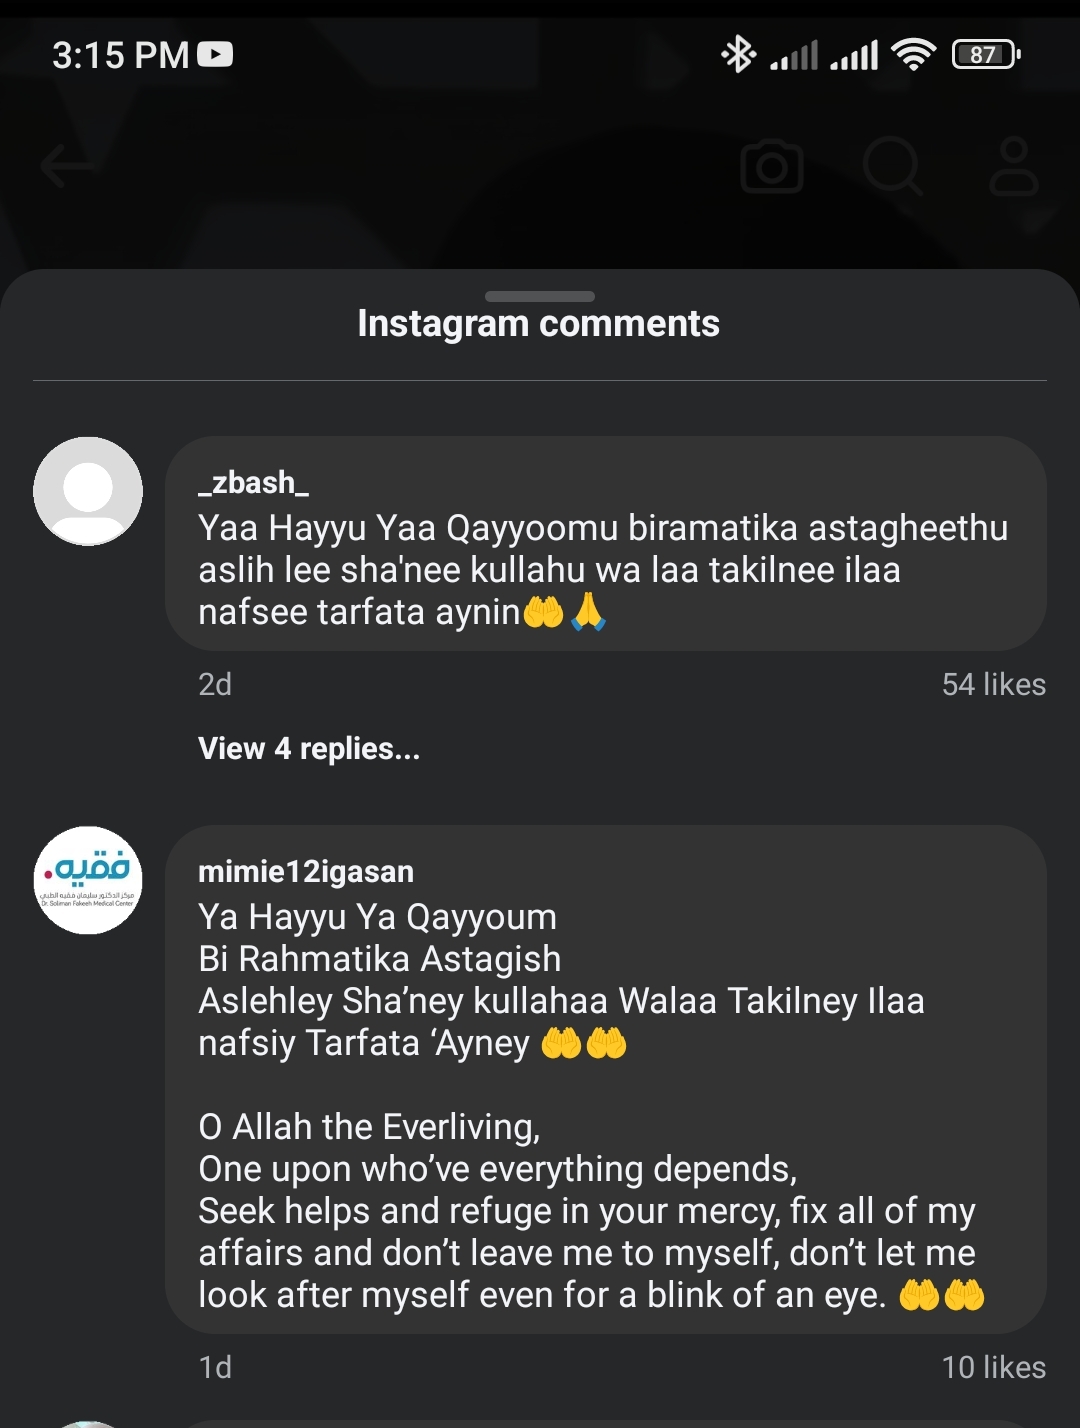 3:15 PM
87
Instagram comments
_zbash_
Yaa Hayyu Yaa Qayyoomu biramatika astagheethu
aslih lee sha'nee kullahu wa laa takilnee ilaa
nafsee tarfata aynin🤲🙏
2d
54 likes
View 4 replies...
فقيه.
مركز الدكتور سليمان فقيه الطبي
Dr. Soliman Fakeeh Medical Center
mimie12igasan
Ya Hayyu Ya Qayyoum
Bi Rahmatika Astagish
Aslehley Sha’ney kullahaa Walaa Takilney Ilaa
nafsiy Tarfata ‘Ayney 🤲🤲
O Allah the Everliving,
One upon who’ve everything depends,
Seek helps and refuge in your mercy, fix all of my
affairs and don’t leave me to myself, don’t let me
look after myself even for a blink of an eye. 🤲🤲
1d
10 likes